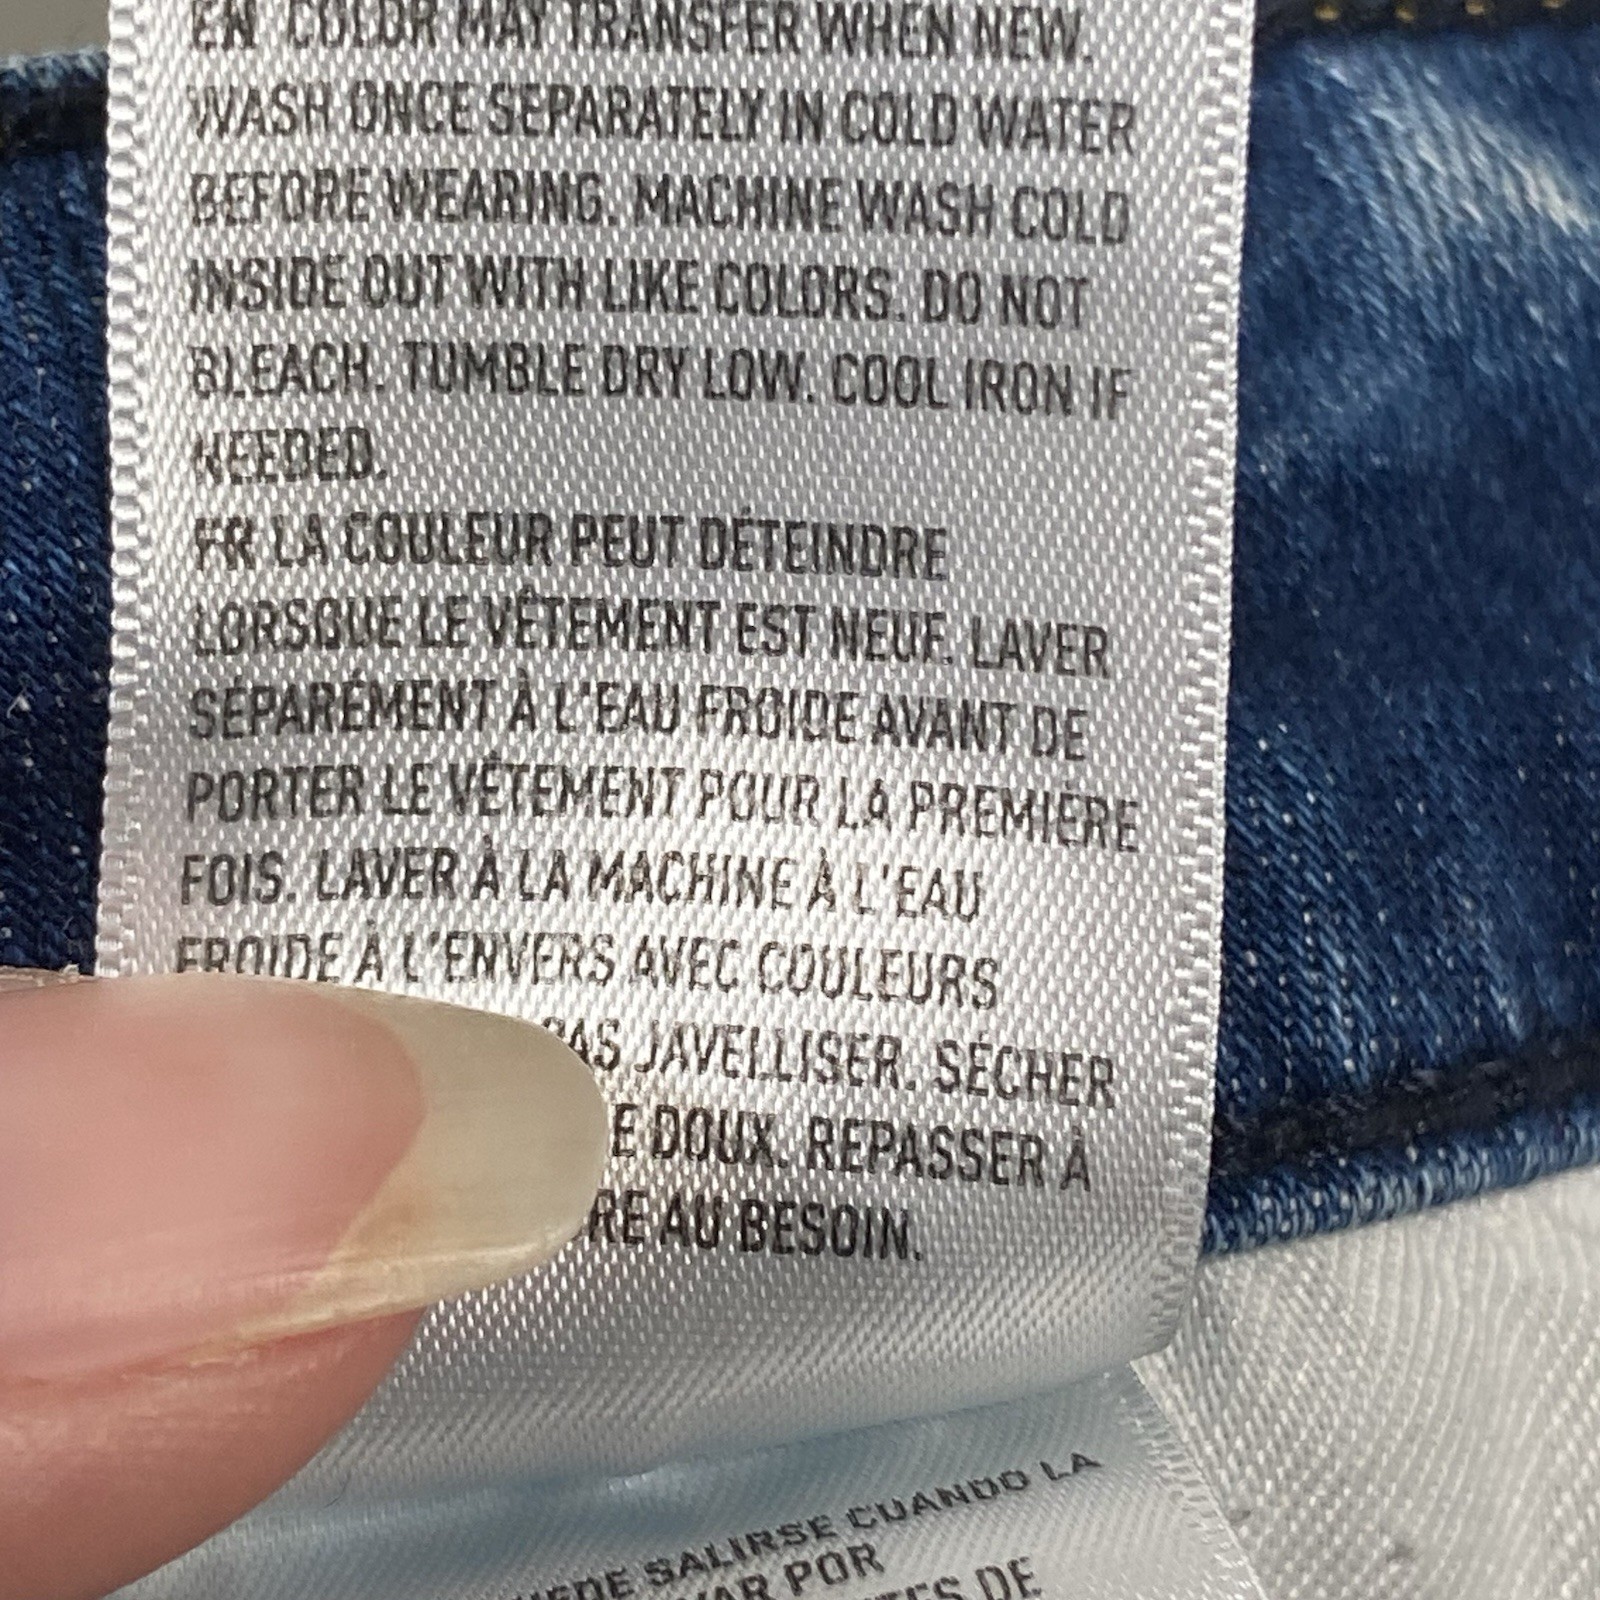 EN COLOR MAY TRANSFER WHEN NEW.
WASH ONCE SEPARATELY IN COLD WATER
BEFORE WEARING. MACHINE WASH COLD
INSIDE OUT WITH LIKE COLORS. DO NOT
BLEACH. TUMBLE DRY LOW. COOL IRON IF
NEEDED.
FR LA COULEUR PEUT DÉTEINDRE
LORSQUE LE VÊTEMENT EST NEUF. LAVER
SÉPARÉMENT À L'EAU FROIDE AVANT DE
PORTER LE VÊTEMENT POUR LA PREMIÈRE
FOIS. LAVER À LA MACHINE À L'EAU
FROIDE À L'ENVERS AVEC COULEURS
PAS JAVELLISER. SÉCHER
DOUX. REPASSER À
AU BESOIN.
SALIRSE CUANDO LA
POR
DE